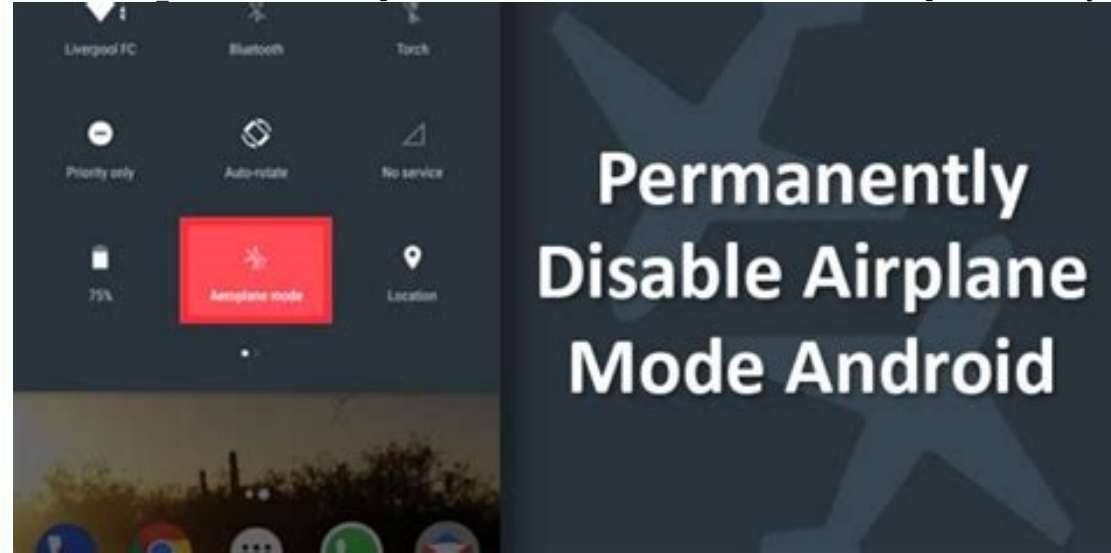 Liverpool FC
Bluetooth
Torch
Priority only
Auto-rotate
No service
75%
Aeroplane mode
Location
Permanently
Disable Airplane
Mode Android